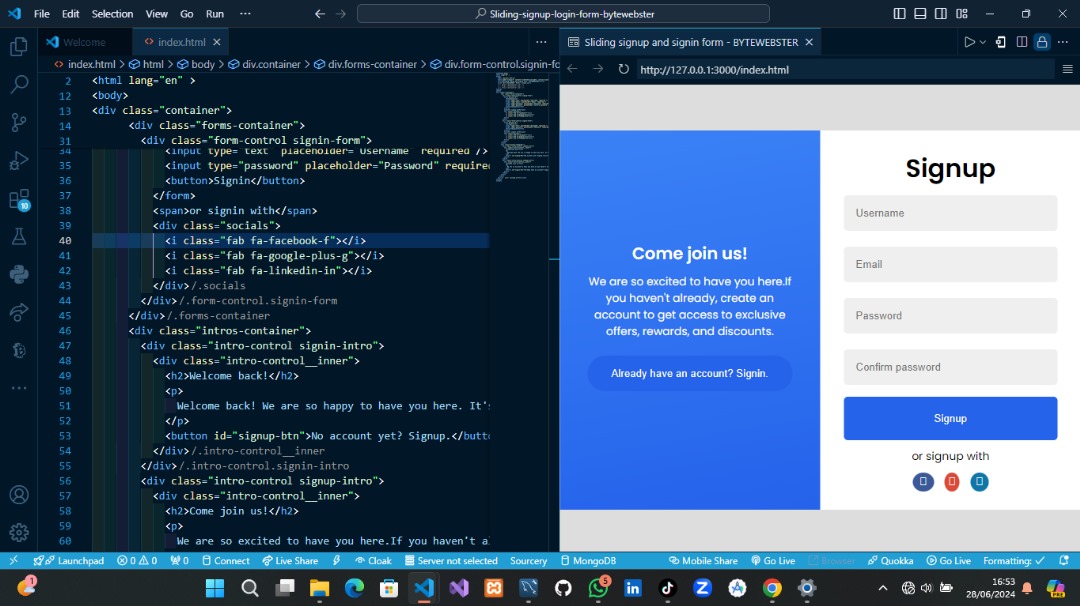 File Edit Selection View Go Run ··· Sliding-signup-login-form-bytewebster
Welcome index.html
index.html > html > body > div.container > div.forms-container > div.form-control.signin-fo
2 <html lang="en" >
12 <body>
13 <div class="container">
14 <div class="forms-container">
31 <div class="form-control signin-form">
34 <input type="text" placeholder="Username" required />
35 <input type="password" placeholder="Password" required
36 <button>Signin</button>
37 </form>
38 <span>or signin with</span>
39 <div class="socials">
40 <i class="fab fa-facebook-f"></i>
41 <i class="fab fa-google-plus-g"></i>
42 <i class="fab fa-linkedin-in"></i>
43 </div>/.socials
44 </div>/.form-control.signin-form
45 </div>/.forms-container
46 <div class="intros-container">
47 <div class="intro-control signin-intro">
48 <div class="intro-control__inner">
49 <h2>Welcome back!</h2>
50 <p>
51 Welcome back! We are so happy to have you here. It's
52 </p>
53 <button id="signup-btn">No account yet? Signup.</butto
54 </div>/.intro-control__inner
55 </div>/.intro-control.signin-intro
56 <div class="intro-control signup-intro">
57 <div class="intro-control__inner">
58 <h2>Come join us!</h2>
59 <p>
60 We are so excited to have you here.If you haven't al
10
Sliding signup and signin form - BYTEWEBSTER
http://127.0.0.1:3000/index.html
Come join us!
We are so excited to have you here.If
you haven't already, create an
account to get access to exclusive
offers, rewards, and discounts.
Already have an account? Signin.
Signup
Username
Email
Password
Confirm password
Signup
or signup with
Launchpad 0 0 0 Connect Live Share Cloak Server not selected Sourcery MongoDB Mobile Share Go Live Browser Quokka Go Live Formatting: ✓
1 5 16:53
28/06/2024
PRE